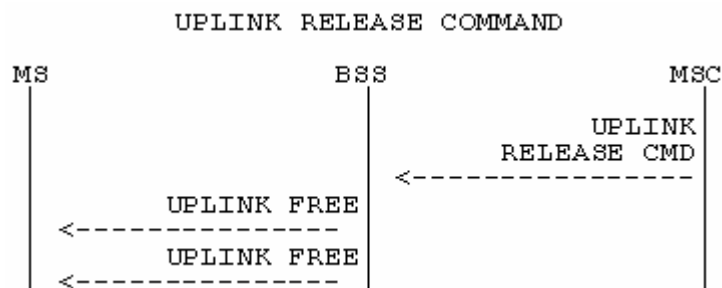 UPLINK RELEASE COMMAND
MS BSS MSC
UPLINK
RELEASE CMD
UPLINK FREE
UPLINK FREE